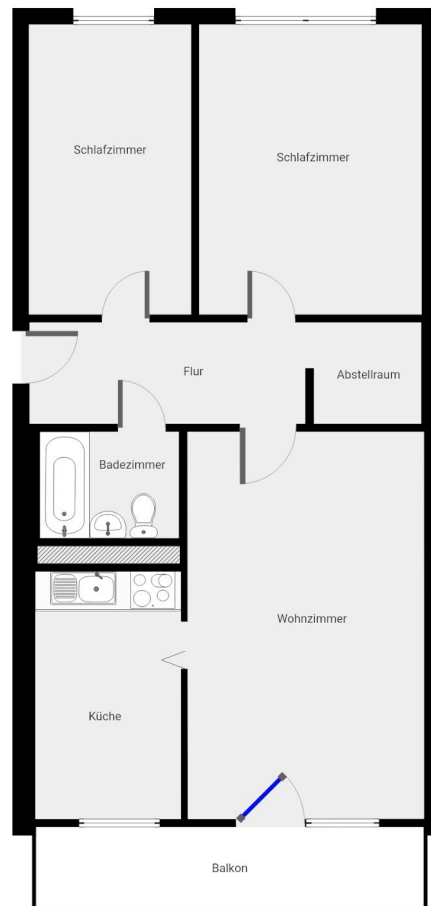 Schlafzimmer
Schlafzimmer
Flur
Abstellraum
Badezimmer
Wohnzimmer
Küche
Balkon